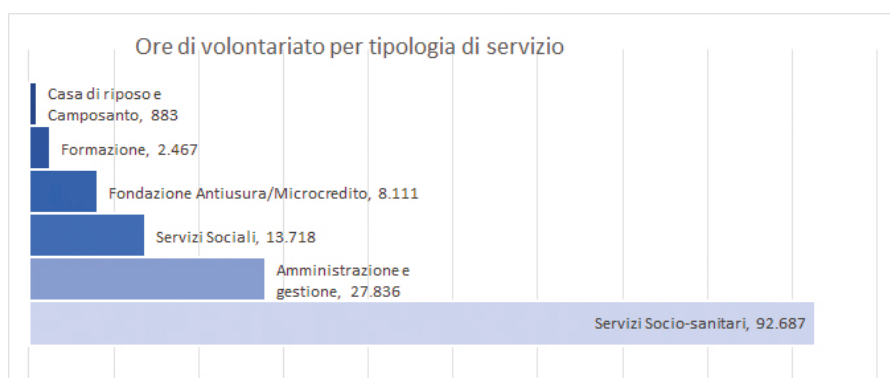 Ore di volontariato per tipologia di servizio
Casa di riposo e
Camposanto, 883
Formazione, 2.467
Fondazione Antiusura/Microcredito, 8.111
Servizi Sociali, 13.718
Amministrazione e
gestione, 27.836
Servizi Socio-sanitari, 92.687